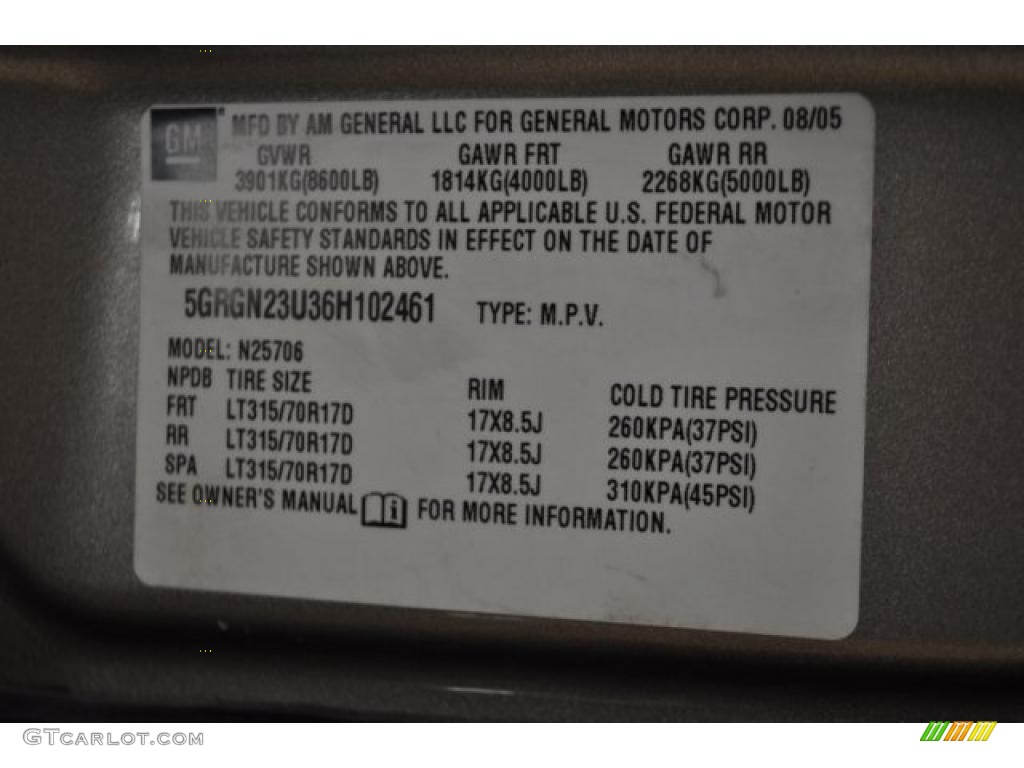 GM MFD BY AM GENERAL LLC FOR GENERAL MOTORS CORP. 08/05
GVWR GAWR FRT GAWR RR
3901KG(8600LB) 1814KG(4000LB) 2268KG(5000LB)
THIS VEHICLE CONFORMS TO ALL APPLICABLE U.S. FEDERAL MOTOR
VEHICLE SAFETY STANDARDS IN EFFECT ON THE DATE OF
MANUFACTURE SHOWN ABOVE.
5GRGN23U36H102461 TYPE: M.P.V.
MODEL: N25706
NPDB TIRE SIZE RIM COLD TIRE PRESSURE
FRT LT315/70R17D 17X8.5J 260KPA(37PSI)
RR LT315/70R17D 17X8.5J 260KPA(37PSI)
SPA LT315/70R17D 17X8.5J 310KPA(45PSI)
SEE OWNER'S MANUAL i FOR MORE INFORMATION.
GTCARLOT.COM